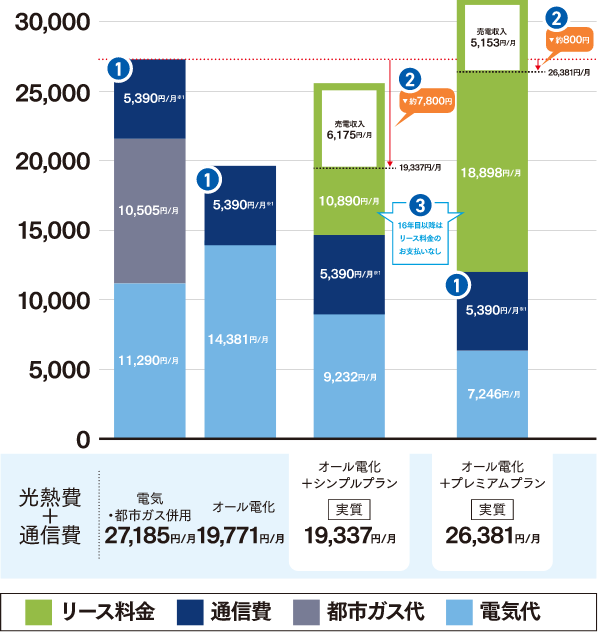 30,000
25,000
20,000
15,000
10,000
5,000
0
1
5,390円/月※1
10,505円/月
11,290円/月
1
5,390円/月※1
14,381円/月
売電収入
6,175円/月
2
▼約7,800円
19,337円/月
10,890円/月
5,390円/月※1
9,232円/月
3
16年目以降は
リース料金の
お支払いなし
売電収入
5,153円/月
2
▼約800円
26,381円/月
18,898円/月
1
5,390円/月※1
7,246円/月
光熱費
+
通信費
電気
・都市ガス併用
27,185円/月
オール電化
19,771円/月
オール電化
+シンプルプラン
実質
19,337円/月
オール電化
+プレミアムプラン
実質
26,381円/月
リース料金
通信費
都市ガス代
電気代